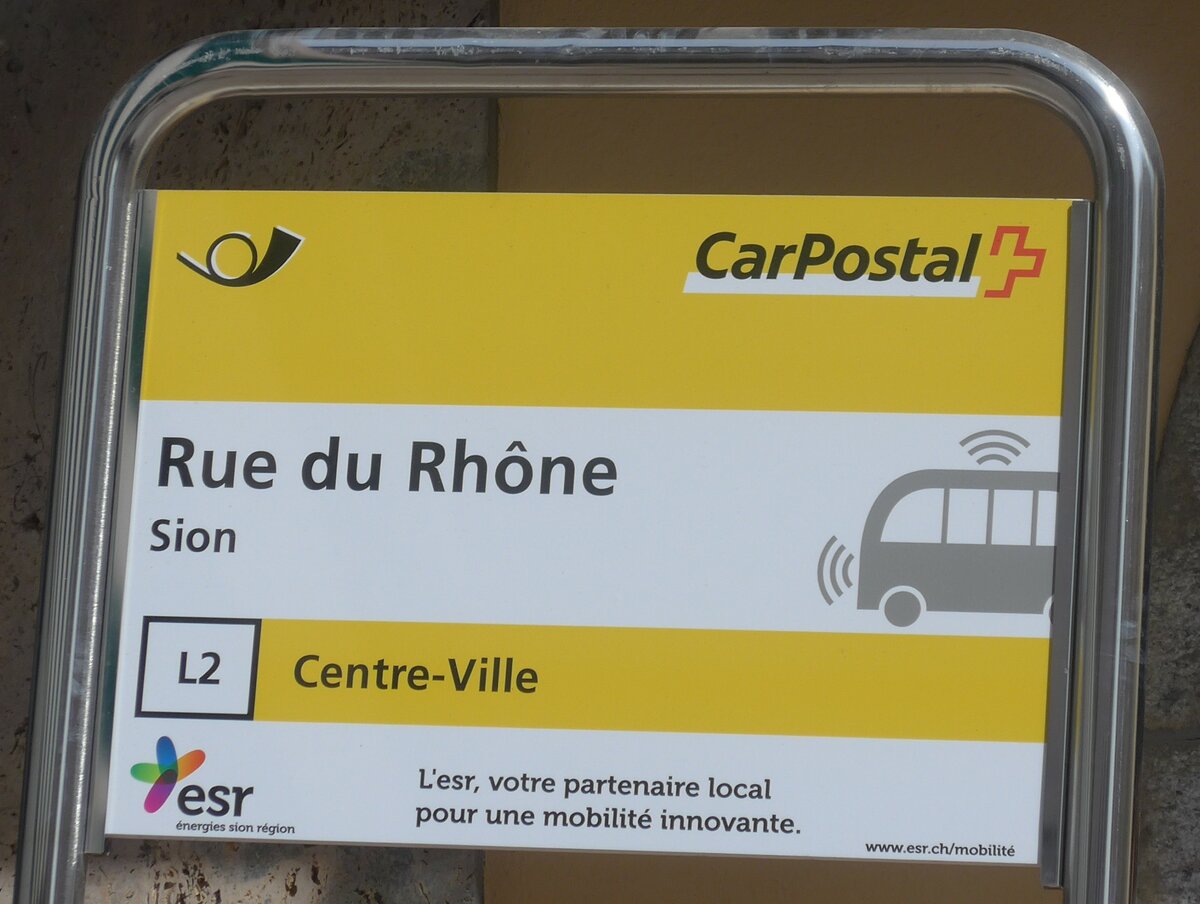 CarPostal
Rue du Rhône
Sion
L2 Centre-Ville
esr
énergies sion région
L'esr, votre partenaire local
pour une mobilité innovante.
www.esr.ch/mobilité